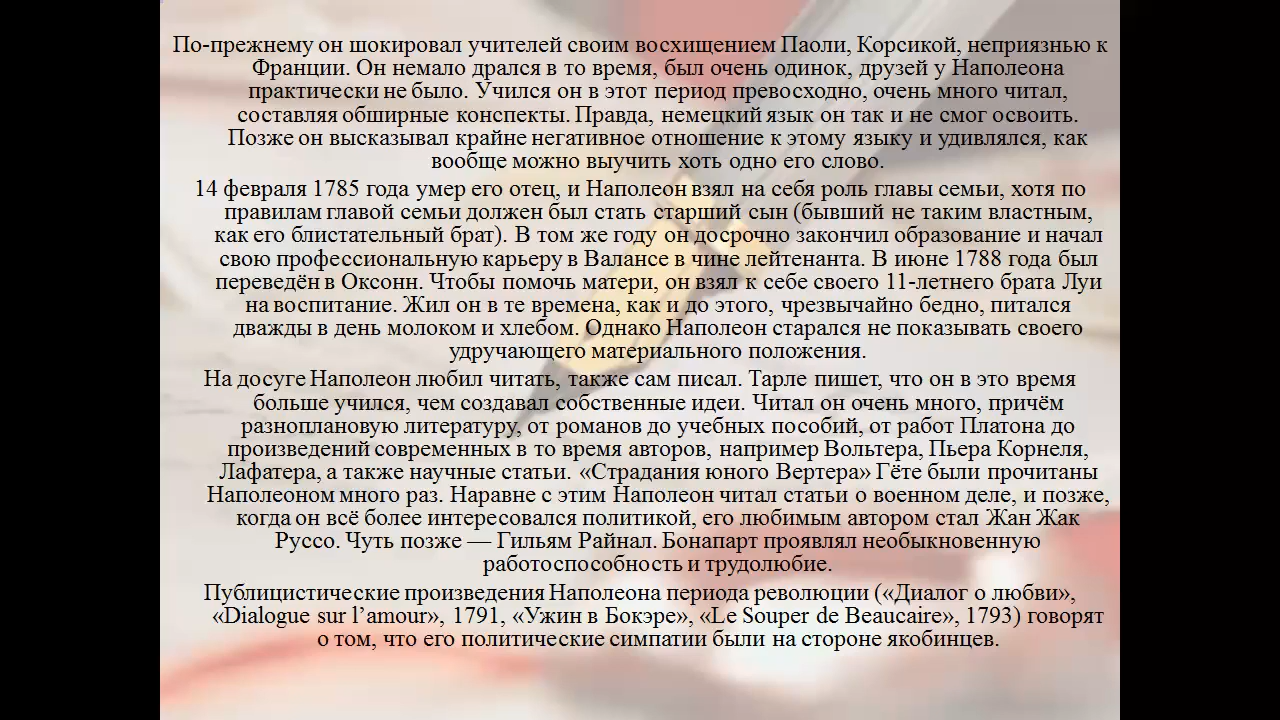 По-прежнему он шокировал учителей своим восхищением Паоли, Корсикой, неприязнью к
Франции. Он немало дрался в то время, был очень одинок, друзей у Наполеона
практически не было. Учился он в этот период превосходно, очень много читал,
составляя обширные конспекты. Правда, немецкий язык он так и не смог освоить.
Позже он высказывал крайне негативное отношение к этому языку и удивлялся, как
вообще можно выучить хоть одно его слово.
14 февраля 1785 года умер его отец, и Наполеон взял на себя роль главы семьи, хотя по
правилам главой семьи должен был стать старший сын (бывший не таким властным,
как его блистательный брат). В том же году он досрочно закончил образование и начал
свою профессиональную карьеру в Валансе в чине лейтенанта. В июне 1788 года был
переведён в Оксонн. Чтобы помочь матери, он взял к себе своего 11-летнего брата Луи
на воспитание. Жил он в те времена, как и до этого, чрезвычайно бедно, питался
дважды в день молоком и хлебом. Однако Наполеон старался не показывать своего
удручающего материального положения.
На досуге Наполеон любил читать, также сам писал. Тарле пишет, что он в это время
больше учился, чем создавал собственные идеи. Читал он очень много, причём
разноплановую литературу, от романов до учебных пособий, от работ Платона до
произведений современных в то время авторов, например Вольтера, Пьера Корнеля,
Лафатера, а также научные статьи. «Страдания юного Вертера» Гёте были прочитаны
Наполеоном много раз. Наравне с этим Наполеон читал статьи о военном деле, и позже,
когда он всё более интересовался политикой, его любимым автором стал Жан Жак
Руссо. Чуть позже — Гильям Райнал. Бонапарт проявлял необыкновенную
работоспособность и трудолюбие.
Публицистические произведения Наполеона периода революции («Диалог о любви»,
«Dialogue sur l’amour», 1791, «Ужин в Бокэре», «Le Souper de Beaucaire», 1793) говорят
о том, что его политические симпатии были на стороне якобинцев.